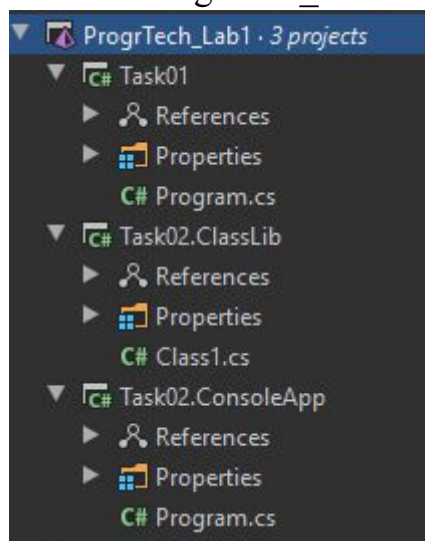 ProgrTech_Lab1 · 3 projects
C# Task01
References
Properties
C# Program.cs
C# Task02.ClassLib
References
Properties
C# Class1.cs
C# Task02.ConsoleApp
References
Properties
C# Program.cs